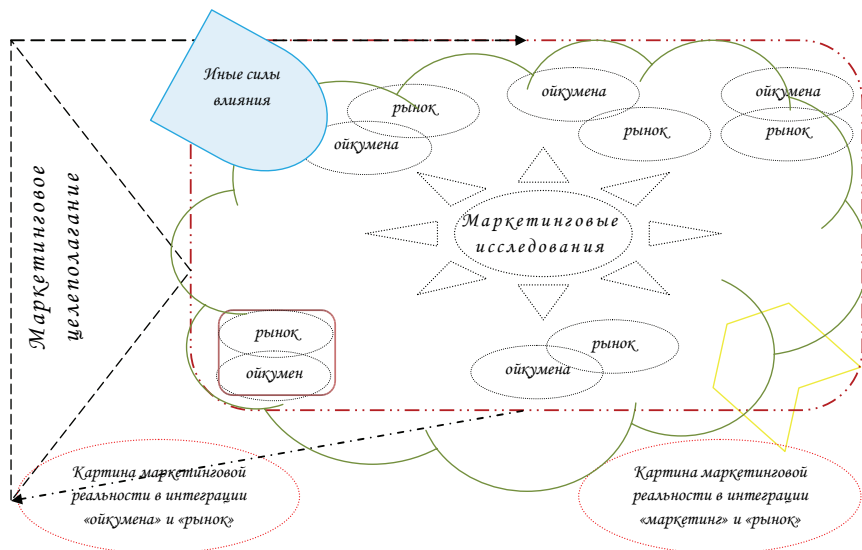 Иные силы
влияния
рынок
ойкумена
ойкумена
рынок
ойкумена
рынок
Маркетинговое
целеполагание
Маркетинговые
исследования
рынок
ойкумен
рынок
ойкумена
Картина маркетинговой
реальности в интеграции
«ойкумена» и «рынок»
Картина маркетинговой
реальности в интеграции
«маркетинг» и «рынок»